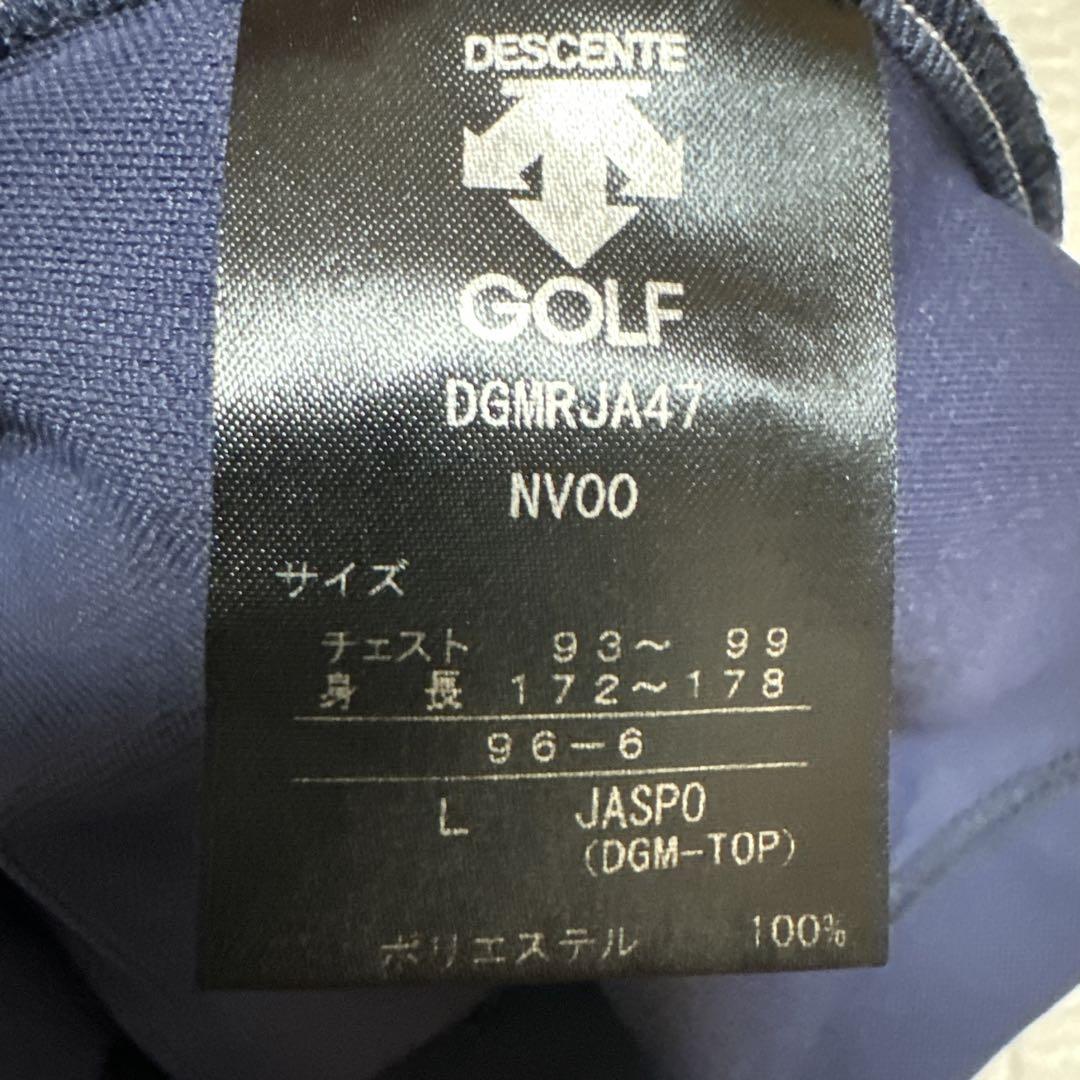 DESCENTE
GOLF
DGMRJA47
NV00
サイズ
チェスト 93～ 99
身 長 172～178
96-6
L JASPO
(DGM-TOP)
ポリエステル 100%